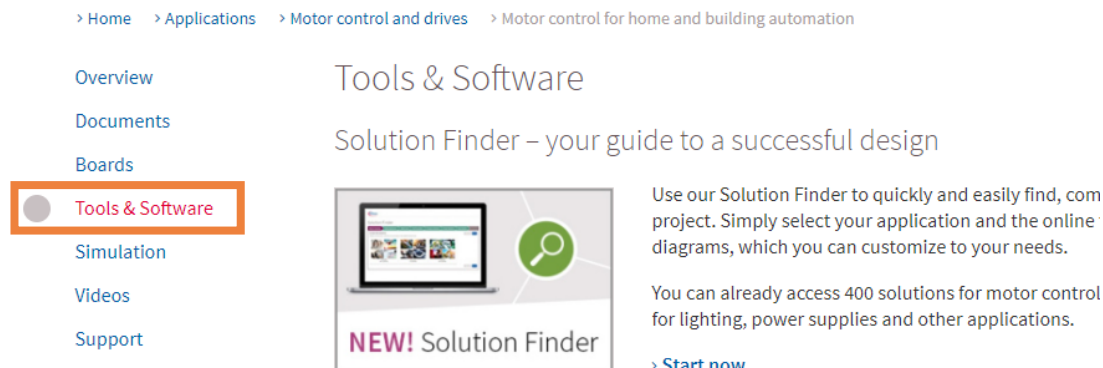 > Home > Applications > Motor control and drives > Motor control for home and building automation
Overview
Documents
Boards
Tools & Software
Simulation
Videos
Support
Tools & Software
Solution Finder – your guide to a successful design
NEW! Solution Finder
Use our Solution Finder to quickly and easily find, com
project. Simply select your application and the online
diagrams, which you can customize to your needs.
You can already access 400 solutions for motor control
for lighting, power supplies and other applications.
> Start now